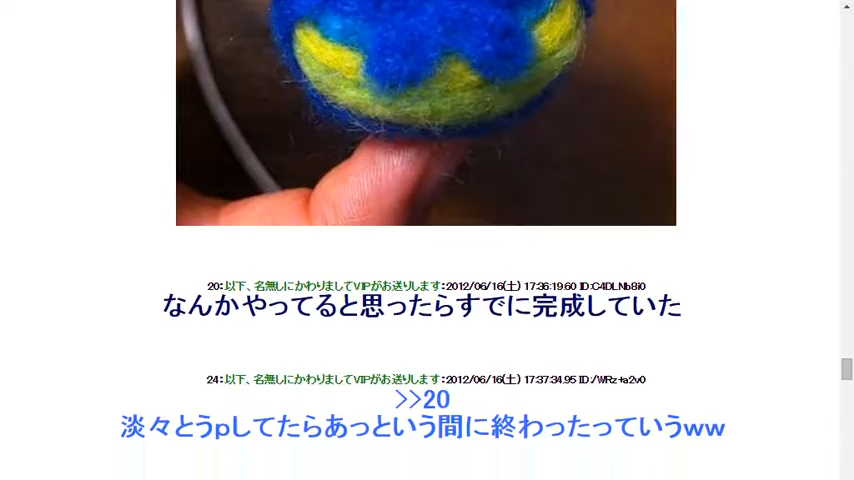 20：以下、名無しにかわりましてVIPがお送りします：2012/06/16(土) 17:36:19.60 ID:C4DLNb8i0
なんかやってると思ったらすでに完成していた
24：以下、名無しにかわりましてVIPがお送りします：2012/06/16(土) 17:37:34.95 ID:/WRz+a2v0
>>20
淡々とうpしてたらあっという間に終わったっていうww